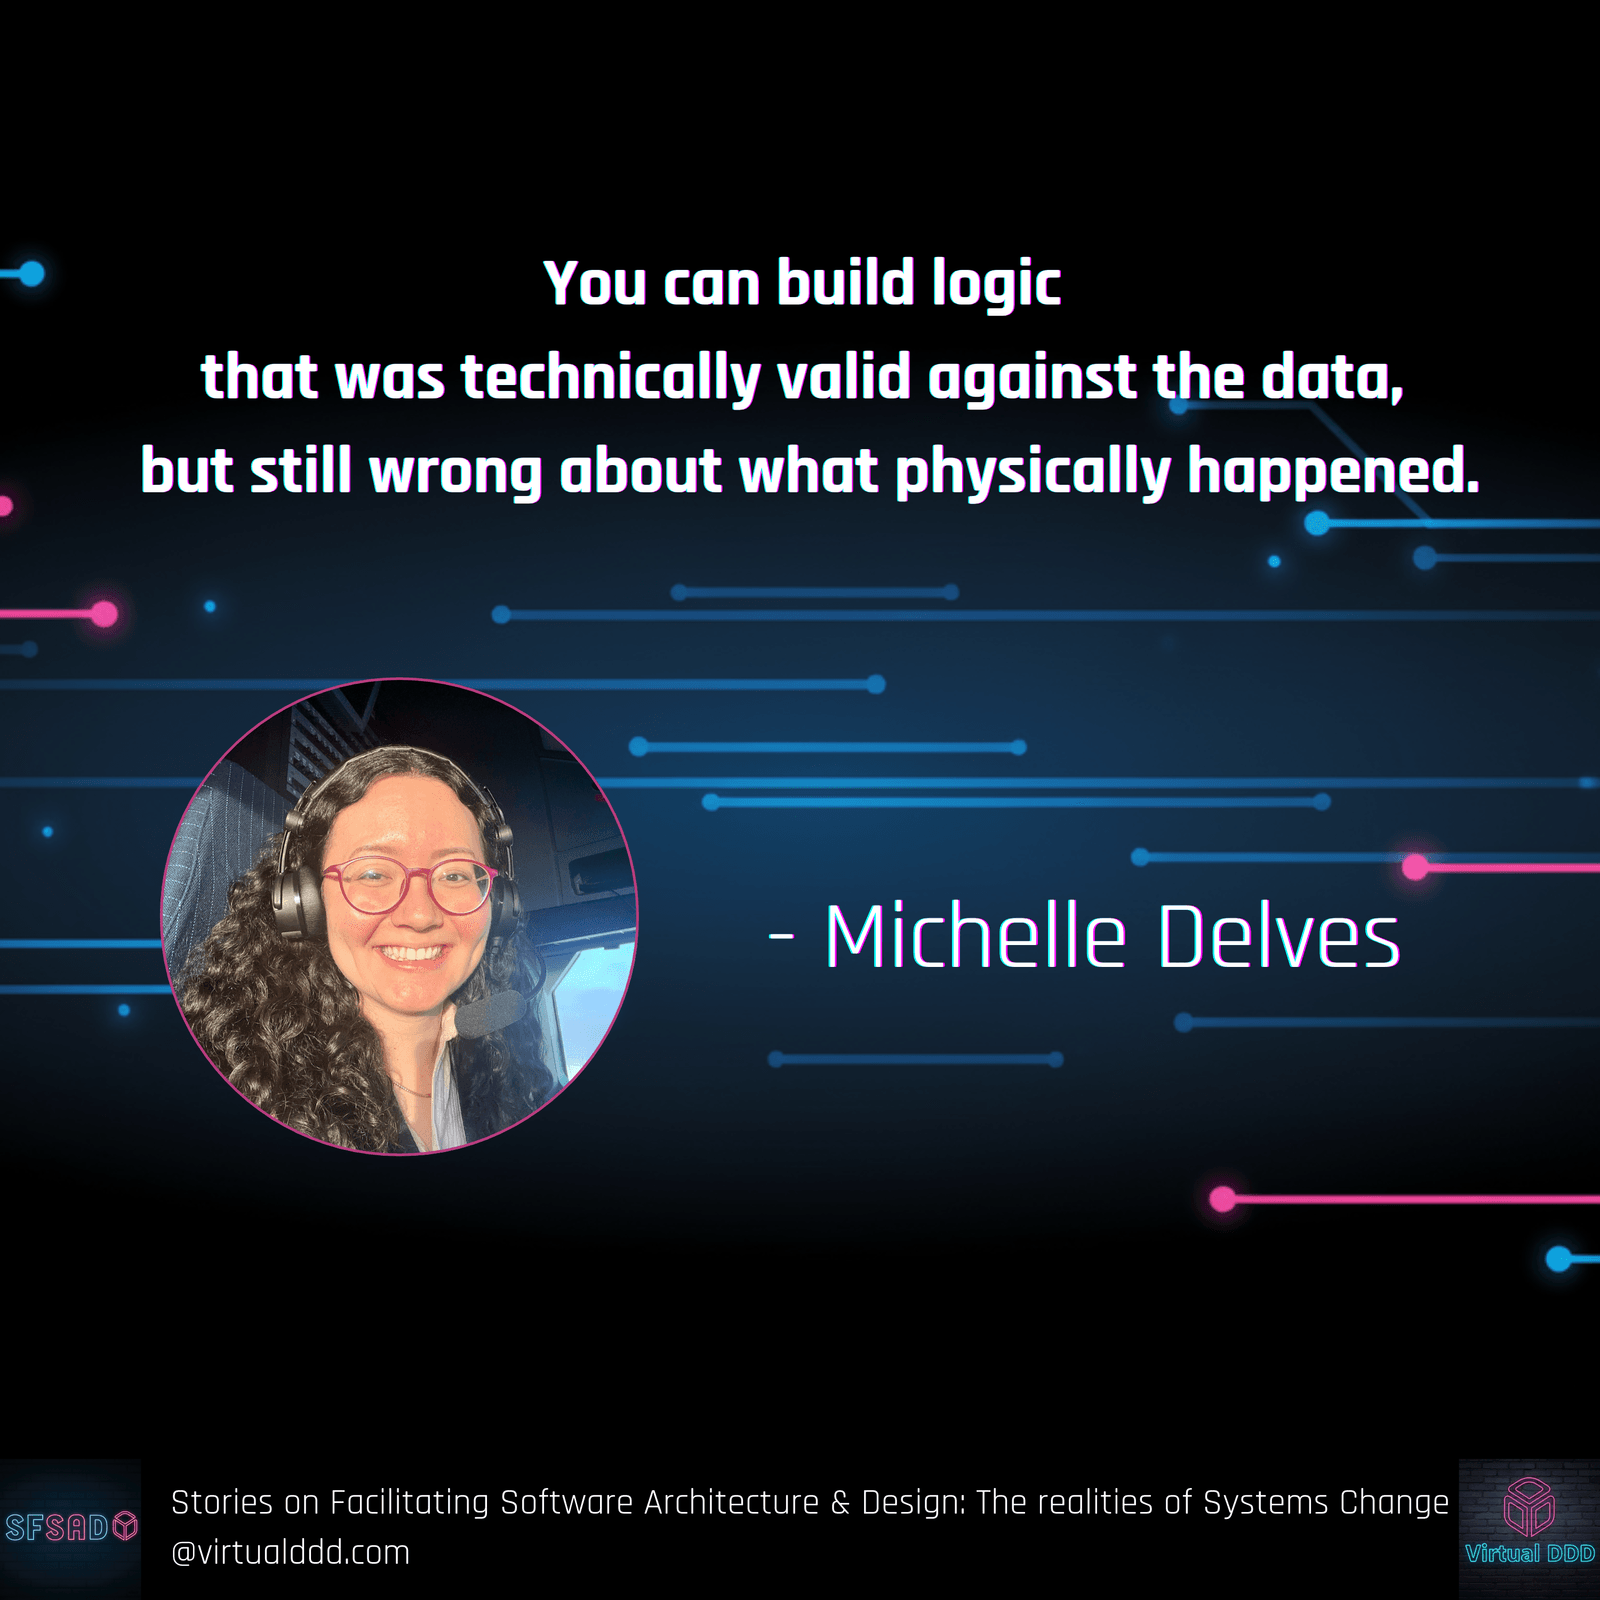 You can build logic
that was technically valid against the data,
but still wrong about what physically happened.
- Michelle Delves
SFSAD
Stories on Facilitating Software Architecture & Design: The realities of Systems Change
@virtualddd.com
Virtual DDD